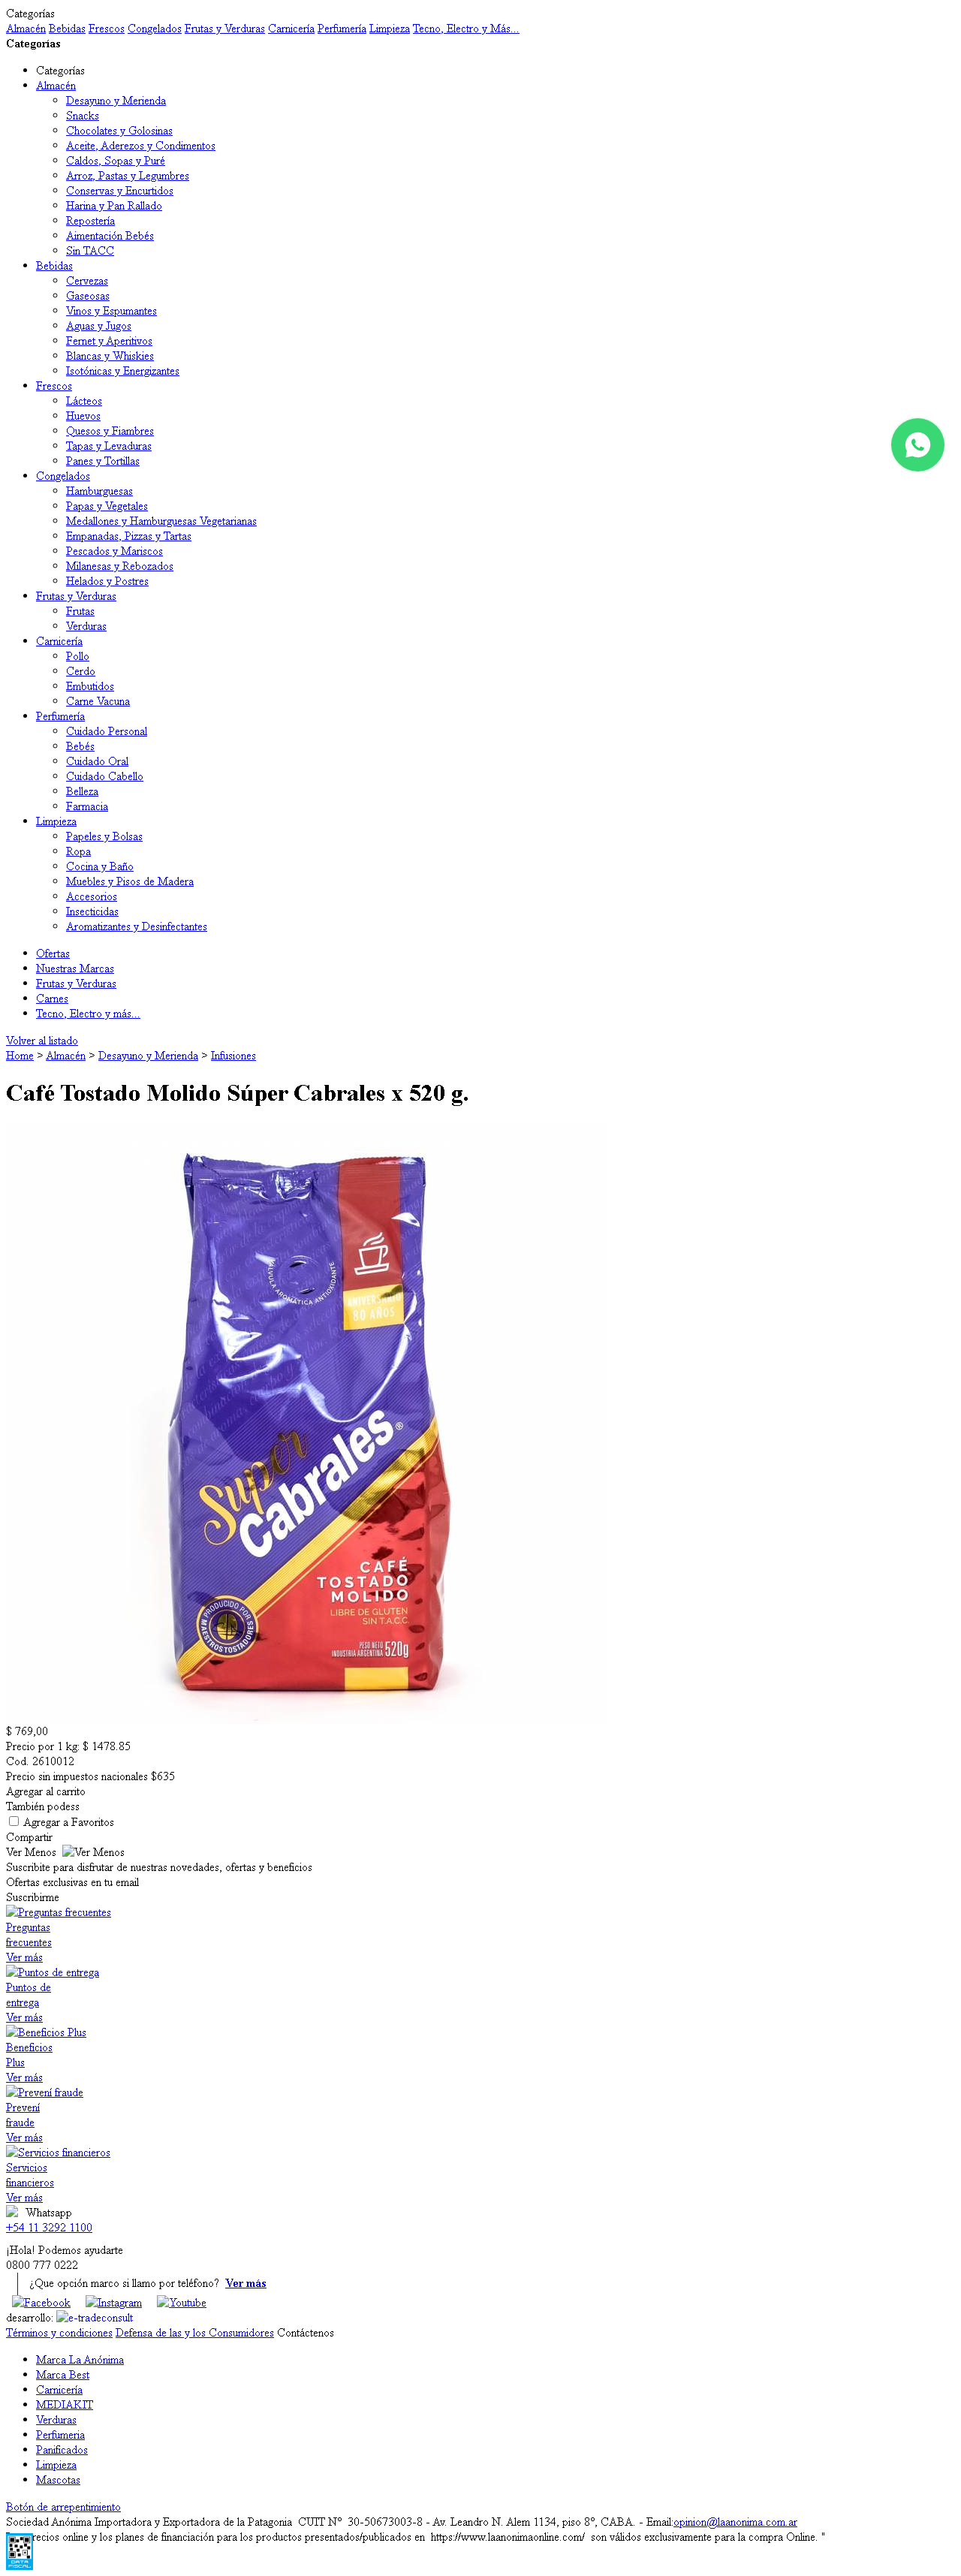 Categorías
Almacén Bebidas Frescos Congelados Frutas y Verduras Carnicería Perfumería Limpieza Tecno, Electro y Más...
Categorías
Categorías
Almacén
Desayuno y Merienda
Snacks
Chocolates y Golosinas
Aceite, Aderezos y Condimentos
Caldos, Sopas y Puré
Arroz, Pastas y Legumbres
Conservas y Encurtidos
Harina y Pan Rallado
Repostería
Aimentación Bebés
Sin TACC
Bebidas
Cervezas
Gaseosas
Vinos y Espumantes
Aguas y Jugos
Fernet y Aperitivos
Blancas y Whiskies
Isotónicas y Energizantes
Frescos
Lácteos
Huevos
Quesos y Fiambres
Tapas y Levaduras
Panes y Tortillas
Congelados
Hamburguesas
Papas y Vegetales
Medallones y Hamburguesas Vegetarianas
Empanadas, Pizzas y Tartas
Pescados y Mariscos
Milanesas y Rebozados
Helados y Postres
Frutas y Verduras
Frutas
Verduras
Carnicería
Pollo
Cerdo
Embutidos
Carne Vacuna
Perfumería
Cuidado Personal
Bebés
Cuidado Oral
Cuidado Cabello
Belleza
Farmacia
Limpieza
Papeles y Bolsas
Ropa
Cocina y Baño
Muebles y Pisos de Madera
Accesorios
Insecticidas
Aromatizantes y Desinfectantes
Ofertas
Nuestras Marcas
Frutas y Verduras
Carnes
Tecno, Electro y más...
Volver al listado
Home > Almacén > Desayuno y Merienda > Infusiones
Café Tostado Molido Súper Cabrales x 520 g.
VÁLVULA AROMÁTICA ANTIOXIDANTE
ANIVERSARIO
80 AÑOS
Super
Cabrales
CAFÉ
TOSTADO
MOLIDO
LIBRE DE GLUTEN
SIN T.A.C.C.
PRODUCIDO POR
MAESTROS TOSTADORES
PESO NETO
INDUSTRIA ARGENTINA 520g
$ 769,00
Precio por 1 kg: $ 1478.85
Cod. 2610012
Precio sin impuestos nacionales $635
Agregar al carrito
También podess
Agregar a Favoritos
Compartir
Ver Menos Ver Menos
Suscribite para disfrutar de nuestras novedades, ofertas y beneficios
Ofertas exclusivas en tu email
Suscribirme
Preguntas frecuentes
Preguntas
frecuentes
Ver más
Puntos de entrega
Puntos de
entrega
Ver más
Beneficios Plus
Beneficios
Plus
Ver más
Prevení fraude
Prevení
fraude
Ver más
Servicios financieros
Servicios
financieros
Ver más
Whatsapp
+54 11 3292 1100
¡Hola! Podemos ayudarte
0800 777 0222
¿Que opción marco si llamo por teléfono? Ver más
Facebook Instagram Youtube
desarrollo: e-tradeconsult
Términos y condiciones Defensa de las y los Consumidores Contáctenos
Marca La Anónima
Marca Best
Carnicería
MEDIAKIT
Verduras
Perfumeria
Panificados
Limpieza
Mascotas
Botón de arrepentimiento
Sociedad Anónima Importadora y Exportadora de la Patagonia CUIT Nº 30-50673003-8 - Av. Leandro N. Alem 1134, piso 8º, CABA. - Email:opinion@laanonima.com.ar
recios online y los planes de financiación para los productos presentados/publicados en https://www.laanonimaonline.com/ son válidos exclusivamente para la compra Online. "
DATA
FISCAL